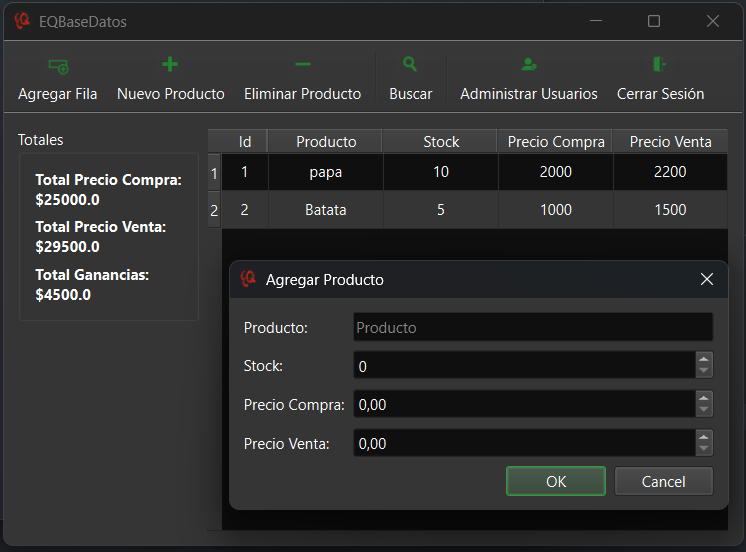 EQBaseDatos
Agregar Fila Nuevo Producto Eliminar Producto Buscar Administrar Usuarios Cerrar Sesión
Totales
Total Precio Compra:
$25000.0
Total Precio Venta:
$29500.0
Total Ganancias:
$4500.0
Id Producto Stock Precio Compra Precio Venta
1 1 papa 10 2000 2200
2 2 Batata 5 1000 1500
Agregar Producto
Producto: Producto
Stock: 0
Precio Compra: 0,00
Precio Venta: 0,00
OK Cancel